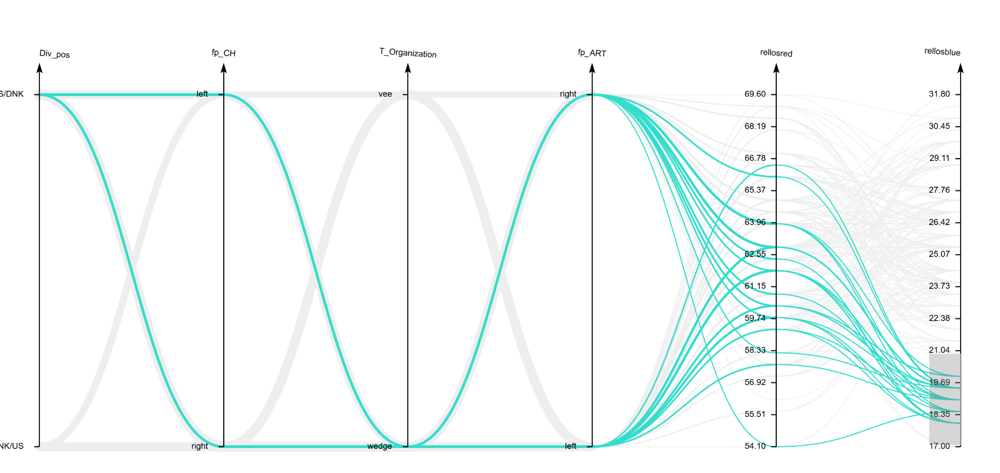 Div_pos
fp_CH
T_Organization
fp_ART
rellosred
rellosblue
S/DNK
left
vee
right
69.60
31.80
68.19
30.45
66.78
29.11
65.37
27.76
63.96
26.42
62.55
25.07
61.15
23.73
59.74
22.38
58.33
21.04
56.92
19.69
55.51
18.35
NK/US
right
wedge
left
54.10
17.00